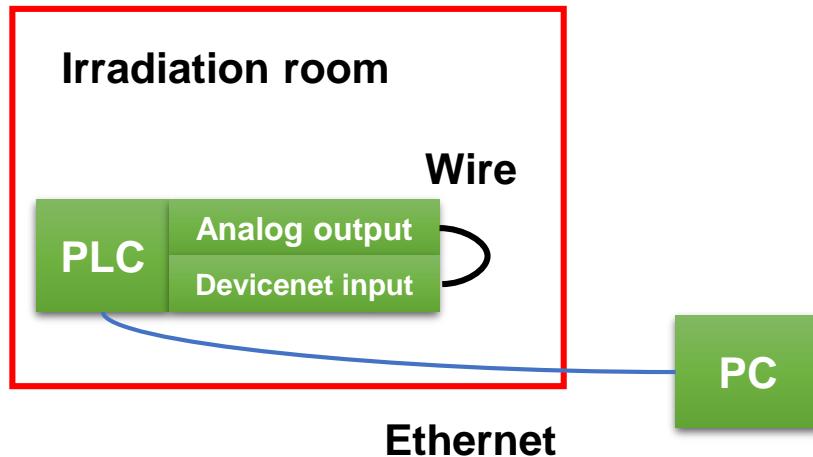 Irradiation room
Wire
PLC
Analog output
Devicenet input
PC
Ethernet